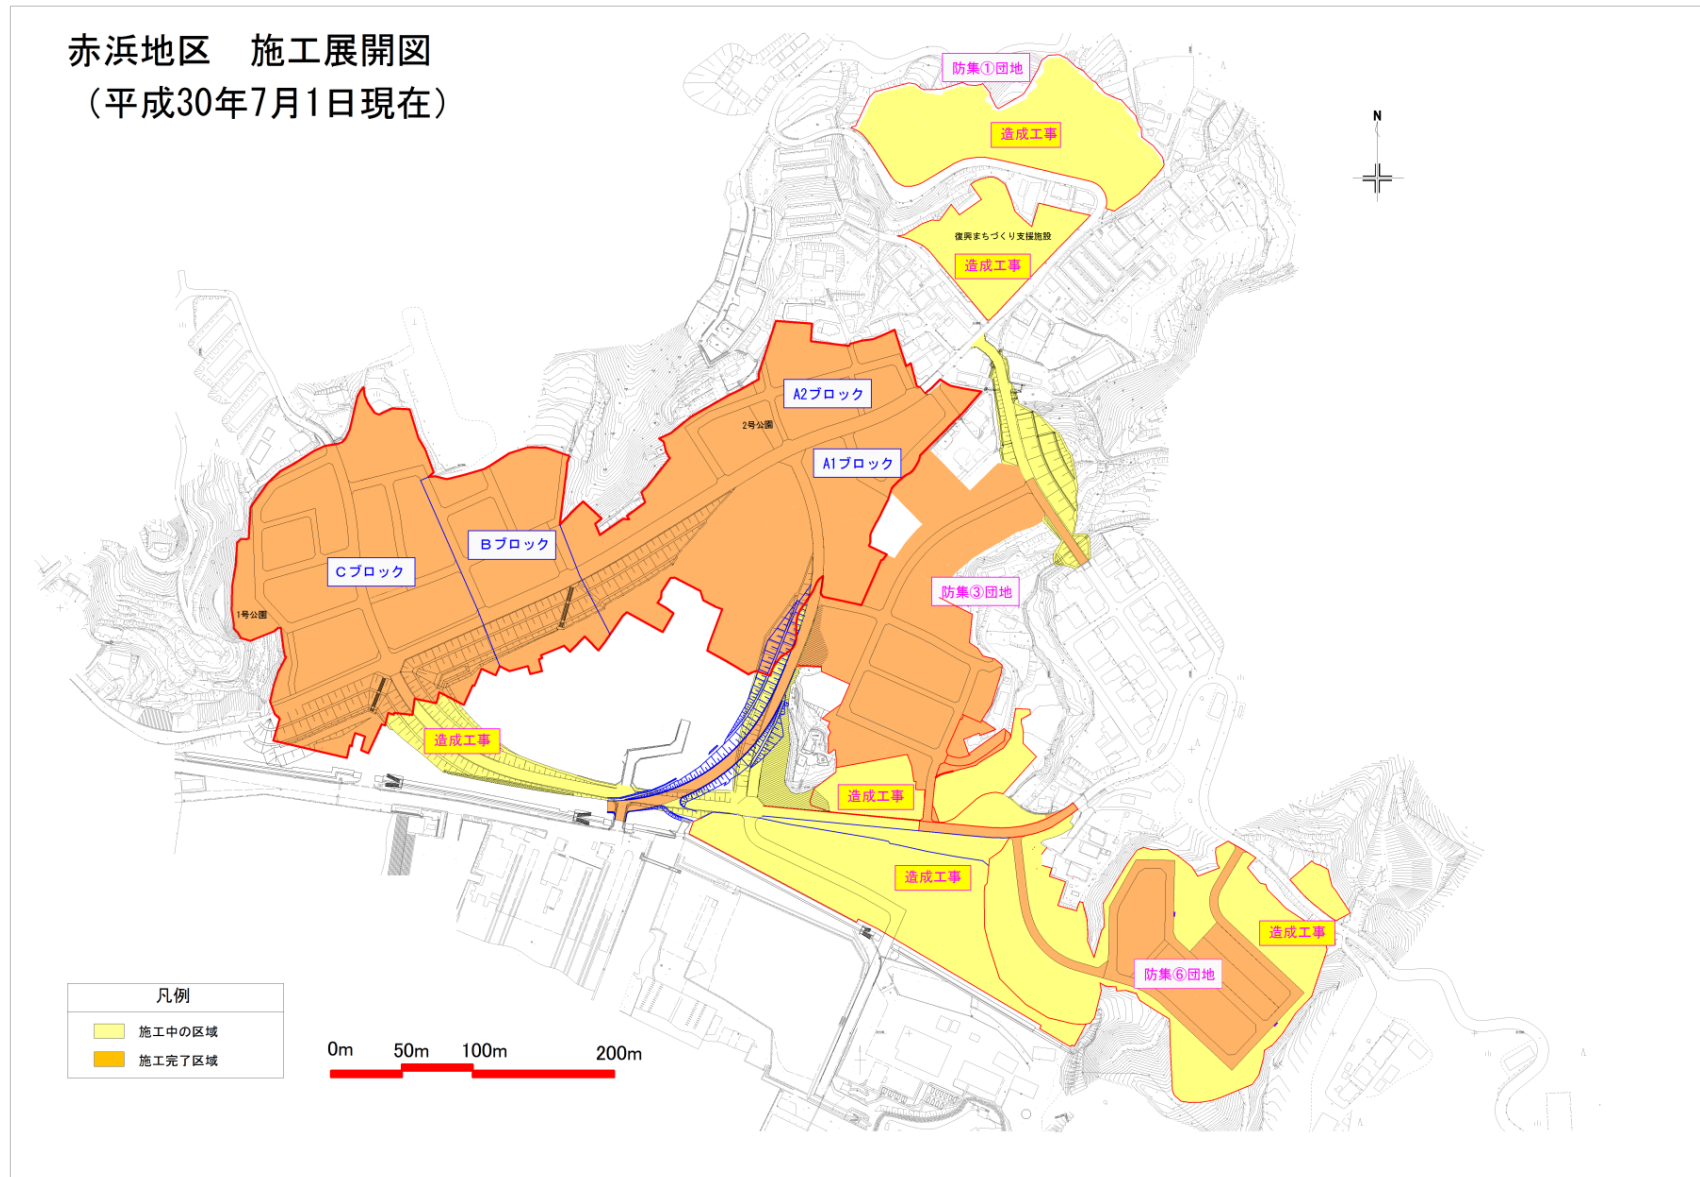 赤浜地区　施工展開図
（平成30年7月1日現在）
防集①団地
造成工事
N
復興まちづくり支援施設
造成工事
A2ブロック
2号公園
A1ブロック
Bブロック
Cブロック
防集③団地
1号公園
造成工事
造成工事
造成工事
造成工事
防集⑥団地
凡例
施工中の区域
施工完了区域
0m 50m 100m 200m